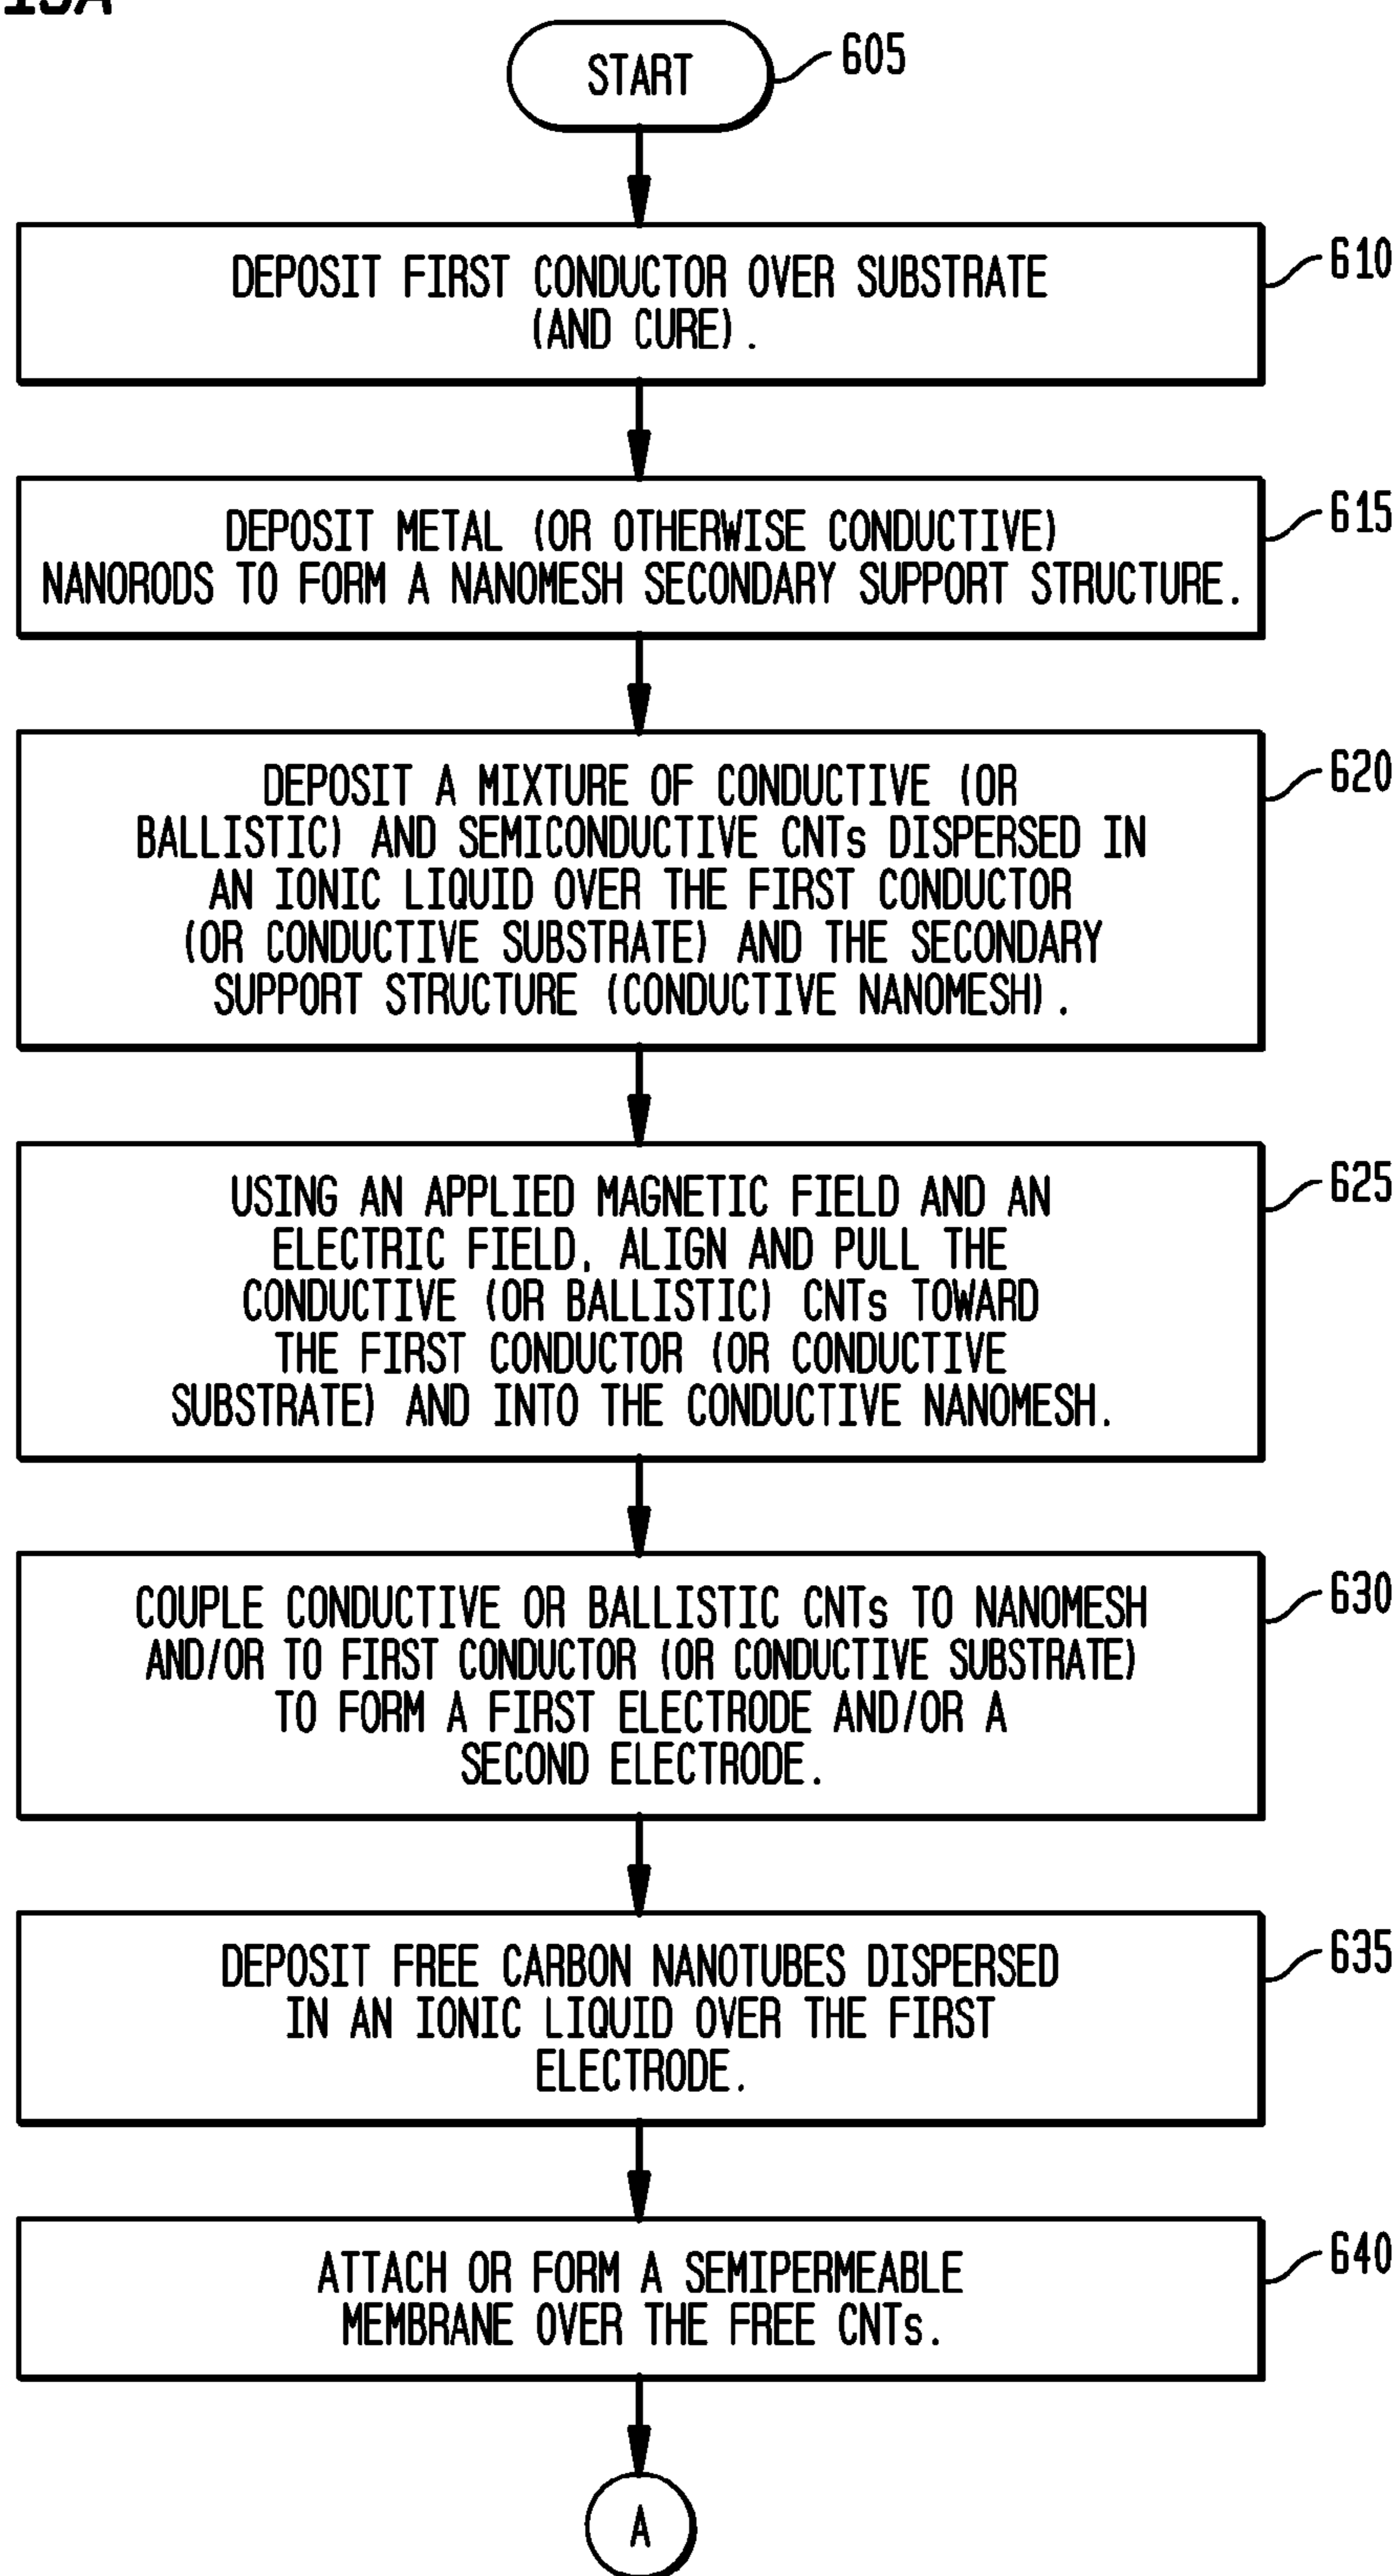 START
605
DEPOSIT FIRST CONDUCTOR OVER SUBSTRATE
(AND CURE).
610
DEPOSIT METAL (OR OTHERWISE CONDUCTIVE)
NANORODS TO FORM A NANOMESH SECONDARY SUPPORT STRUCTURE.
615
DEPOSIT A MIXTURE OF CONDUCTIVE (OR
BALLISTIC) AND SEMICONDUCTIVE CNTs DISPERSED IN
AN IONIC LIQUID OVER THE FIRST CONDUCTOR
(OR CONDUCTIVE SUBSTRATE) AND THE SECONDARY
SUPPORT STRUCTURE (CONDUCTIVE NANOMESH).
620
USING AN APPLIED MAGNETIC FIELD AND AN
ELECTRIC FIELD, ALIGN AND PULL THE
CONDUCTIVE (OR BALLISTIC) CNTs TOWARD
THE FIRST CONDUCTOR (OR CONDUCTIVE
SUBSTRATE) AND INTO THE CONDUCTIVE NANOMESH.
625
COUPLE CONDUCTIVE OR BALLISTIC CNTs TO NANOMESH
AND/OR TO FIRST CONDUCTOR (OR CONDUCTIVE SUBSTRATE)
TO FORM A FIRST ELECTRODE AND/OR A
SECOND ELECTRODE.
630
DEPOSIT FREE CARBON NANOTUBES DISPERSED
IN AN IONIC LIQUID OVER THE FIRST
ELECTRODE.
635
ATTACH OR FORM A SEMIPERMEABLE
MEMBRANE OVER THE FREE CNTs.
640
A